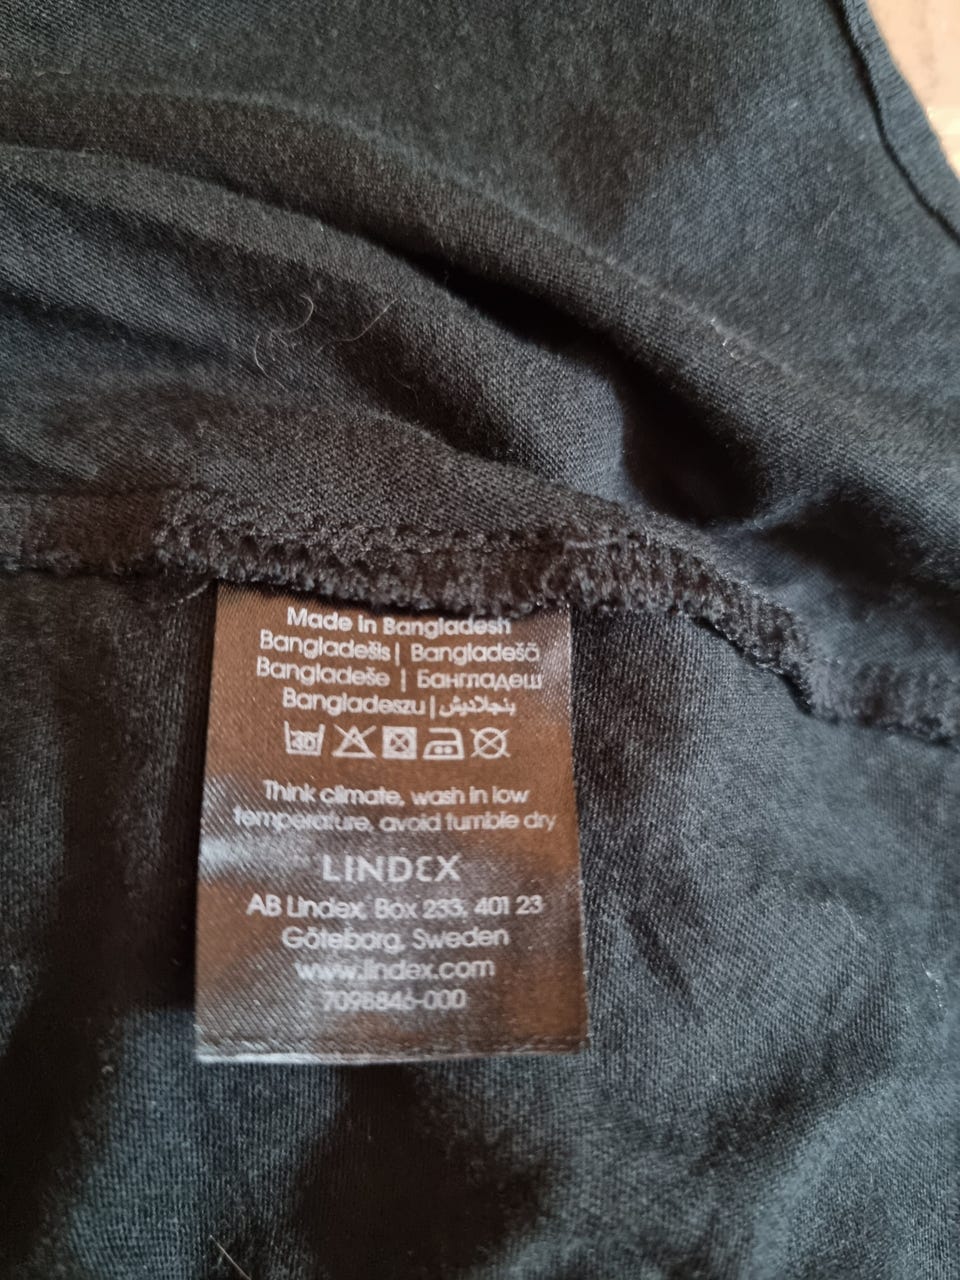 Made in Bangladesh
Bangladešis | Bangladešā
Bangladeše | Бангладеш
Bangladeszu | بنجلاديش
Think climate, wash in low
temperature, avoid tumble dry
LINDEX
AB Lindex, Box 233, 401 23
Göteborg, Sweden
www.lindex.com
7098846-000